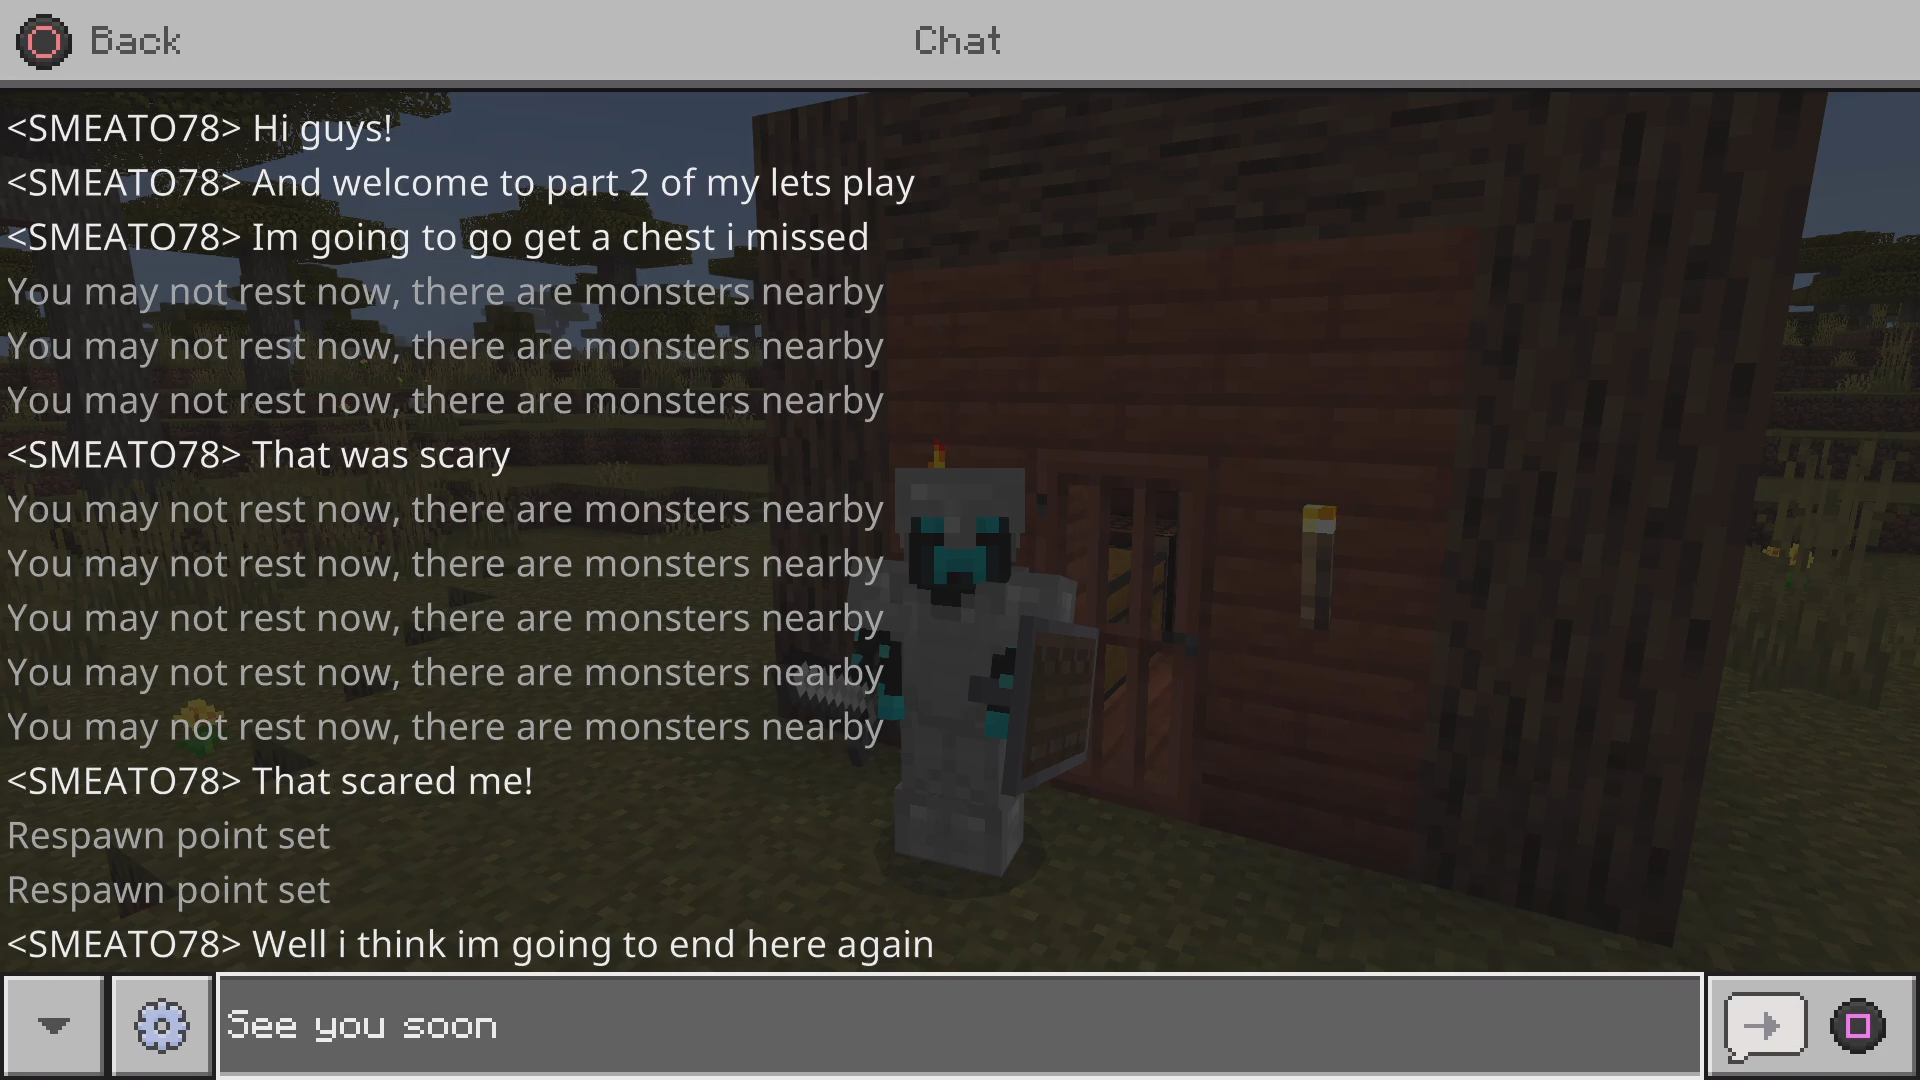 Back
Chat
<SMEATO78> Hi guys!
<SMEATO78> And welcome to part 2 of my lets play
<SMEATO78> Im going to go get a chest i missed
You may not rest now, there are monsters nearby
You may not rest now, there are monsters nearby
You may not rest now, there are monsters nearby
<SMEATO78> That was scary
You may not rest now, there are monsters nearby
You may not rest now, there are monsters nearby
You may not rest now, there are monsters nearby
You may not rest now, there are monsters nearby
You may not rest now, there are monsters nearby
<SMEATO78> That scared me!
Respawn point set
Respawn point set
<SMEATO78> Well i think im going to end here again
See you soon